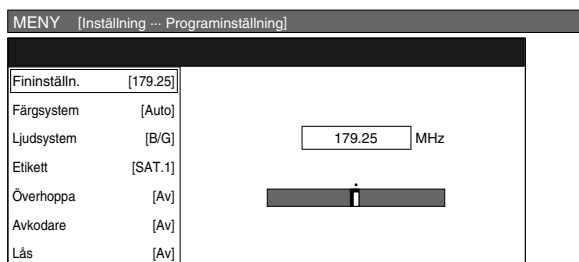 MENY [Inställning ··· Programinställning]
Fininställn. [179.25]
Färgsystem [Auto]
Ljudsystem [B/G] 179.25 MHz
Etikett [SAT.1]
Överhoppa [Av]
Avkodare [Av]
Lås [Av]